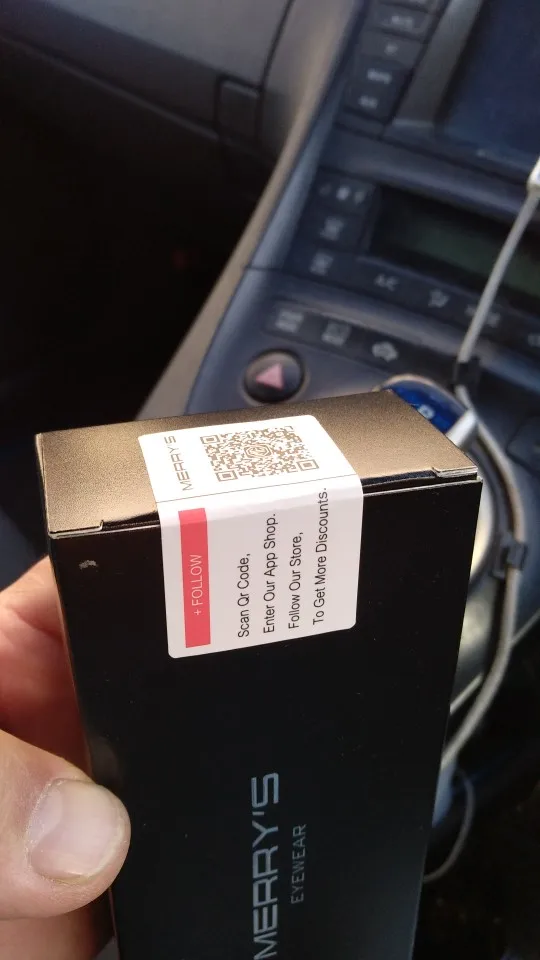 MERRY'S
+ FOLLOW
Scan Qr Code,
Enter Our App Shop.
Follow Our Store,
To Get More Discounts.
MERRY'S
EYEWEAR
A/C